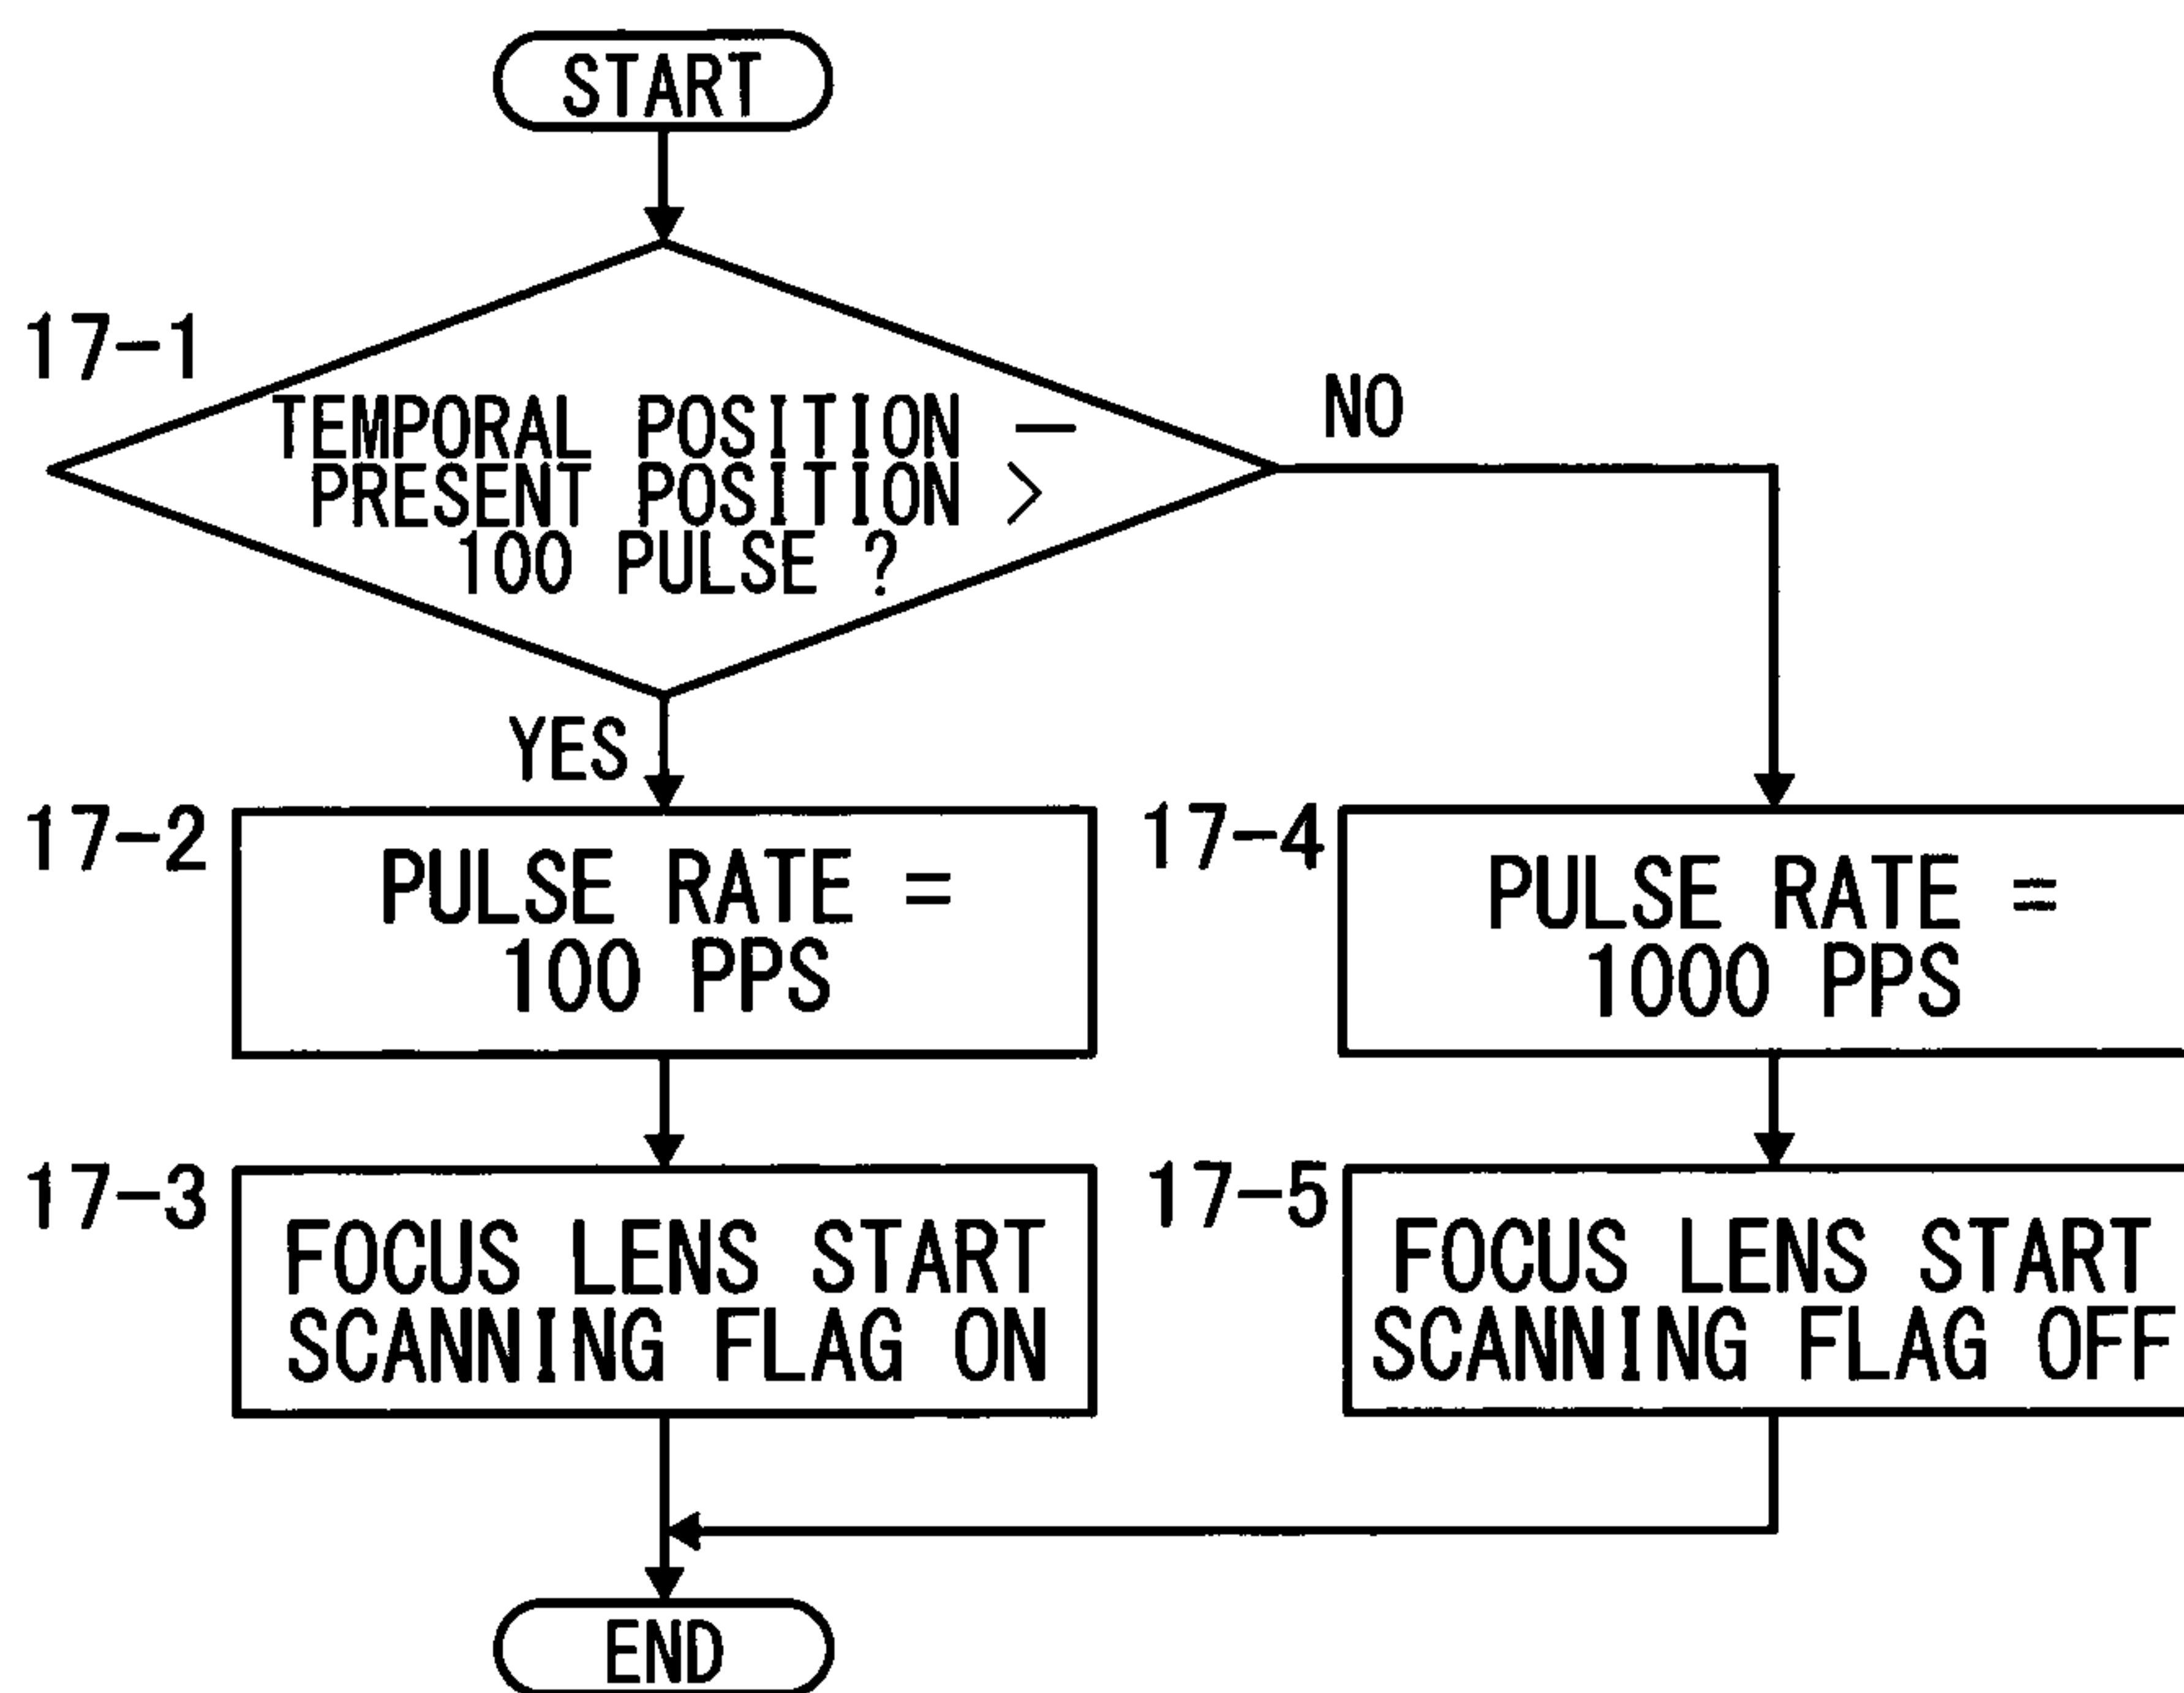 START
17-1
TEMPORAL POSITION －
PRESENT POSITION ＞
100 PULSE ?
NO
YES
17-2
PULSE RATE =
100 PPS
17-4
PULSE RATE =
1000 PPS
17-3
FOCUS LENS START
SCANNING FLAG ON
17-5
FOCUS LENS START
SCANNING FLAG OFF
END